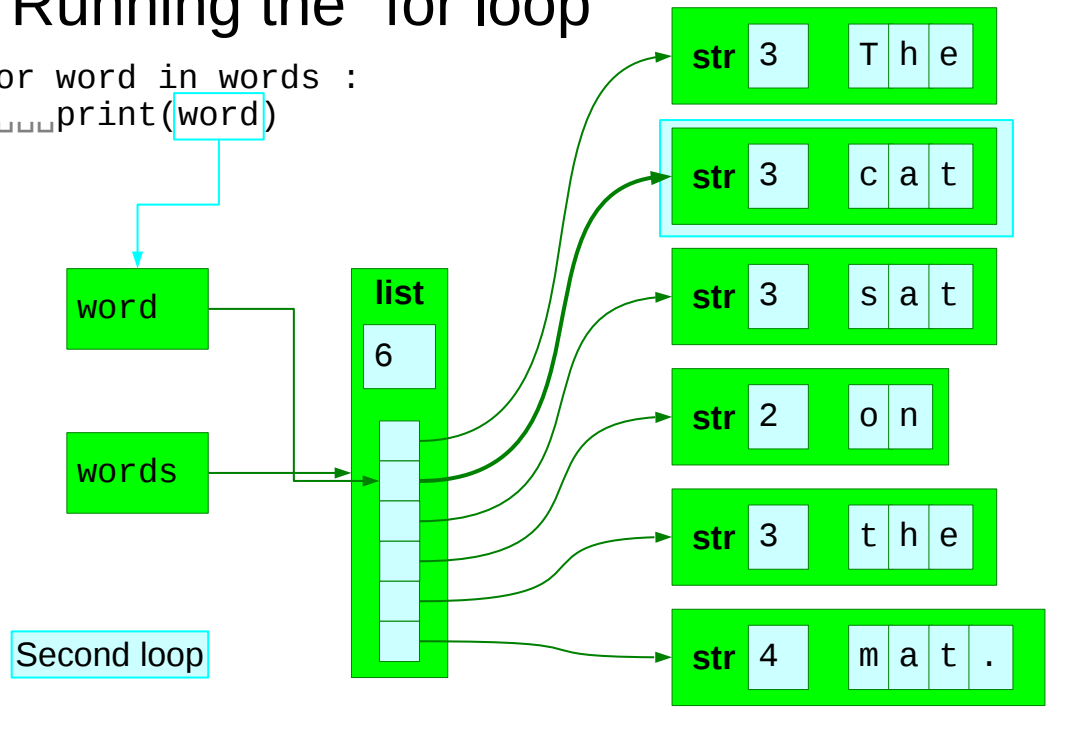 Running the "for loop"
or word in words :
␣␣␣print(word)
word
words
Second loop
list
6
str 3 T h e
str 3 c a t
str 3 s a t
str 2 o n
str 3 t h e
str 4 m a t .